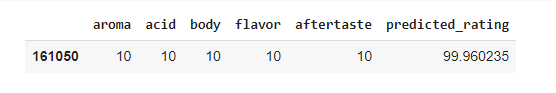 aroma acid body flavor aftertaste predicted_rating
161050 10 10 10 10 10 99.960235